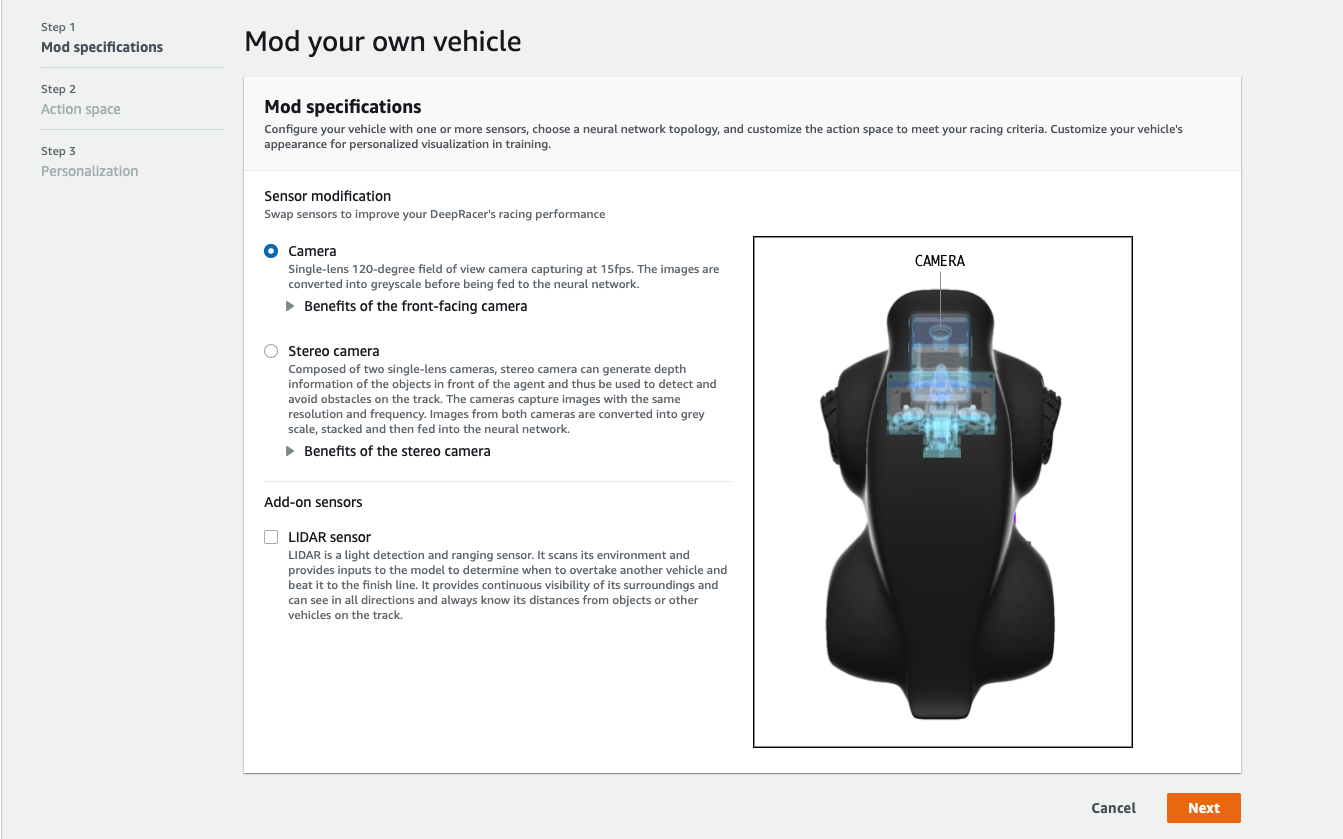 Step 1
Mod specifications
Step 2
Action space
Step 3
Personalization
Mod your own vehicle
Mod specifications
Configure your vehicle with one or more sensors, choose a neural network topology, and customize the action space to meet your racing criteria. Customize your vehicle's
appearance for personalized visualization in training.
Sensor modification
Swap sensors to improve your DeepRacer's racing performance
Camera
Single-lens 120-degree field of view camera capturing at 15fps. The images are
converted into greyscale before being fed to the neural network.
Benefits of the front-facing camera
Stereo camera
Composed of two single-lens cameras, stereo camera can generate depth
information of the objects in front of the agent and thus be used to detect and
avoid obstacles on the track. The cameras capture images with the same
resolution and frequency. Images from both cameras are converted into grey
scale, stacked and then fed into the neural network.
Benefits of the stereo camera
Add-on sensors
LIDAR sensor
LIDAR is a light detection and ranging sensor. It scans its environment and
provides inputs to the model to determine when to overtake another vehicle and
beat it to the finish line. It provides continuous visibility of its surroundings and
can see in all directions and always know its distances from objects or other
vehicles on the track.
CAMERA
Cancel
Next